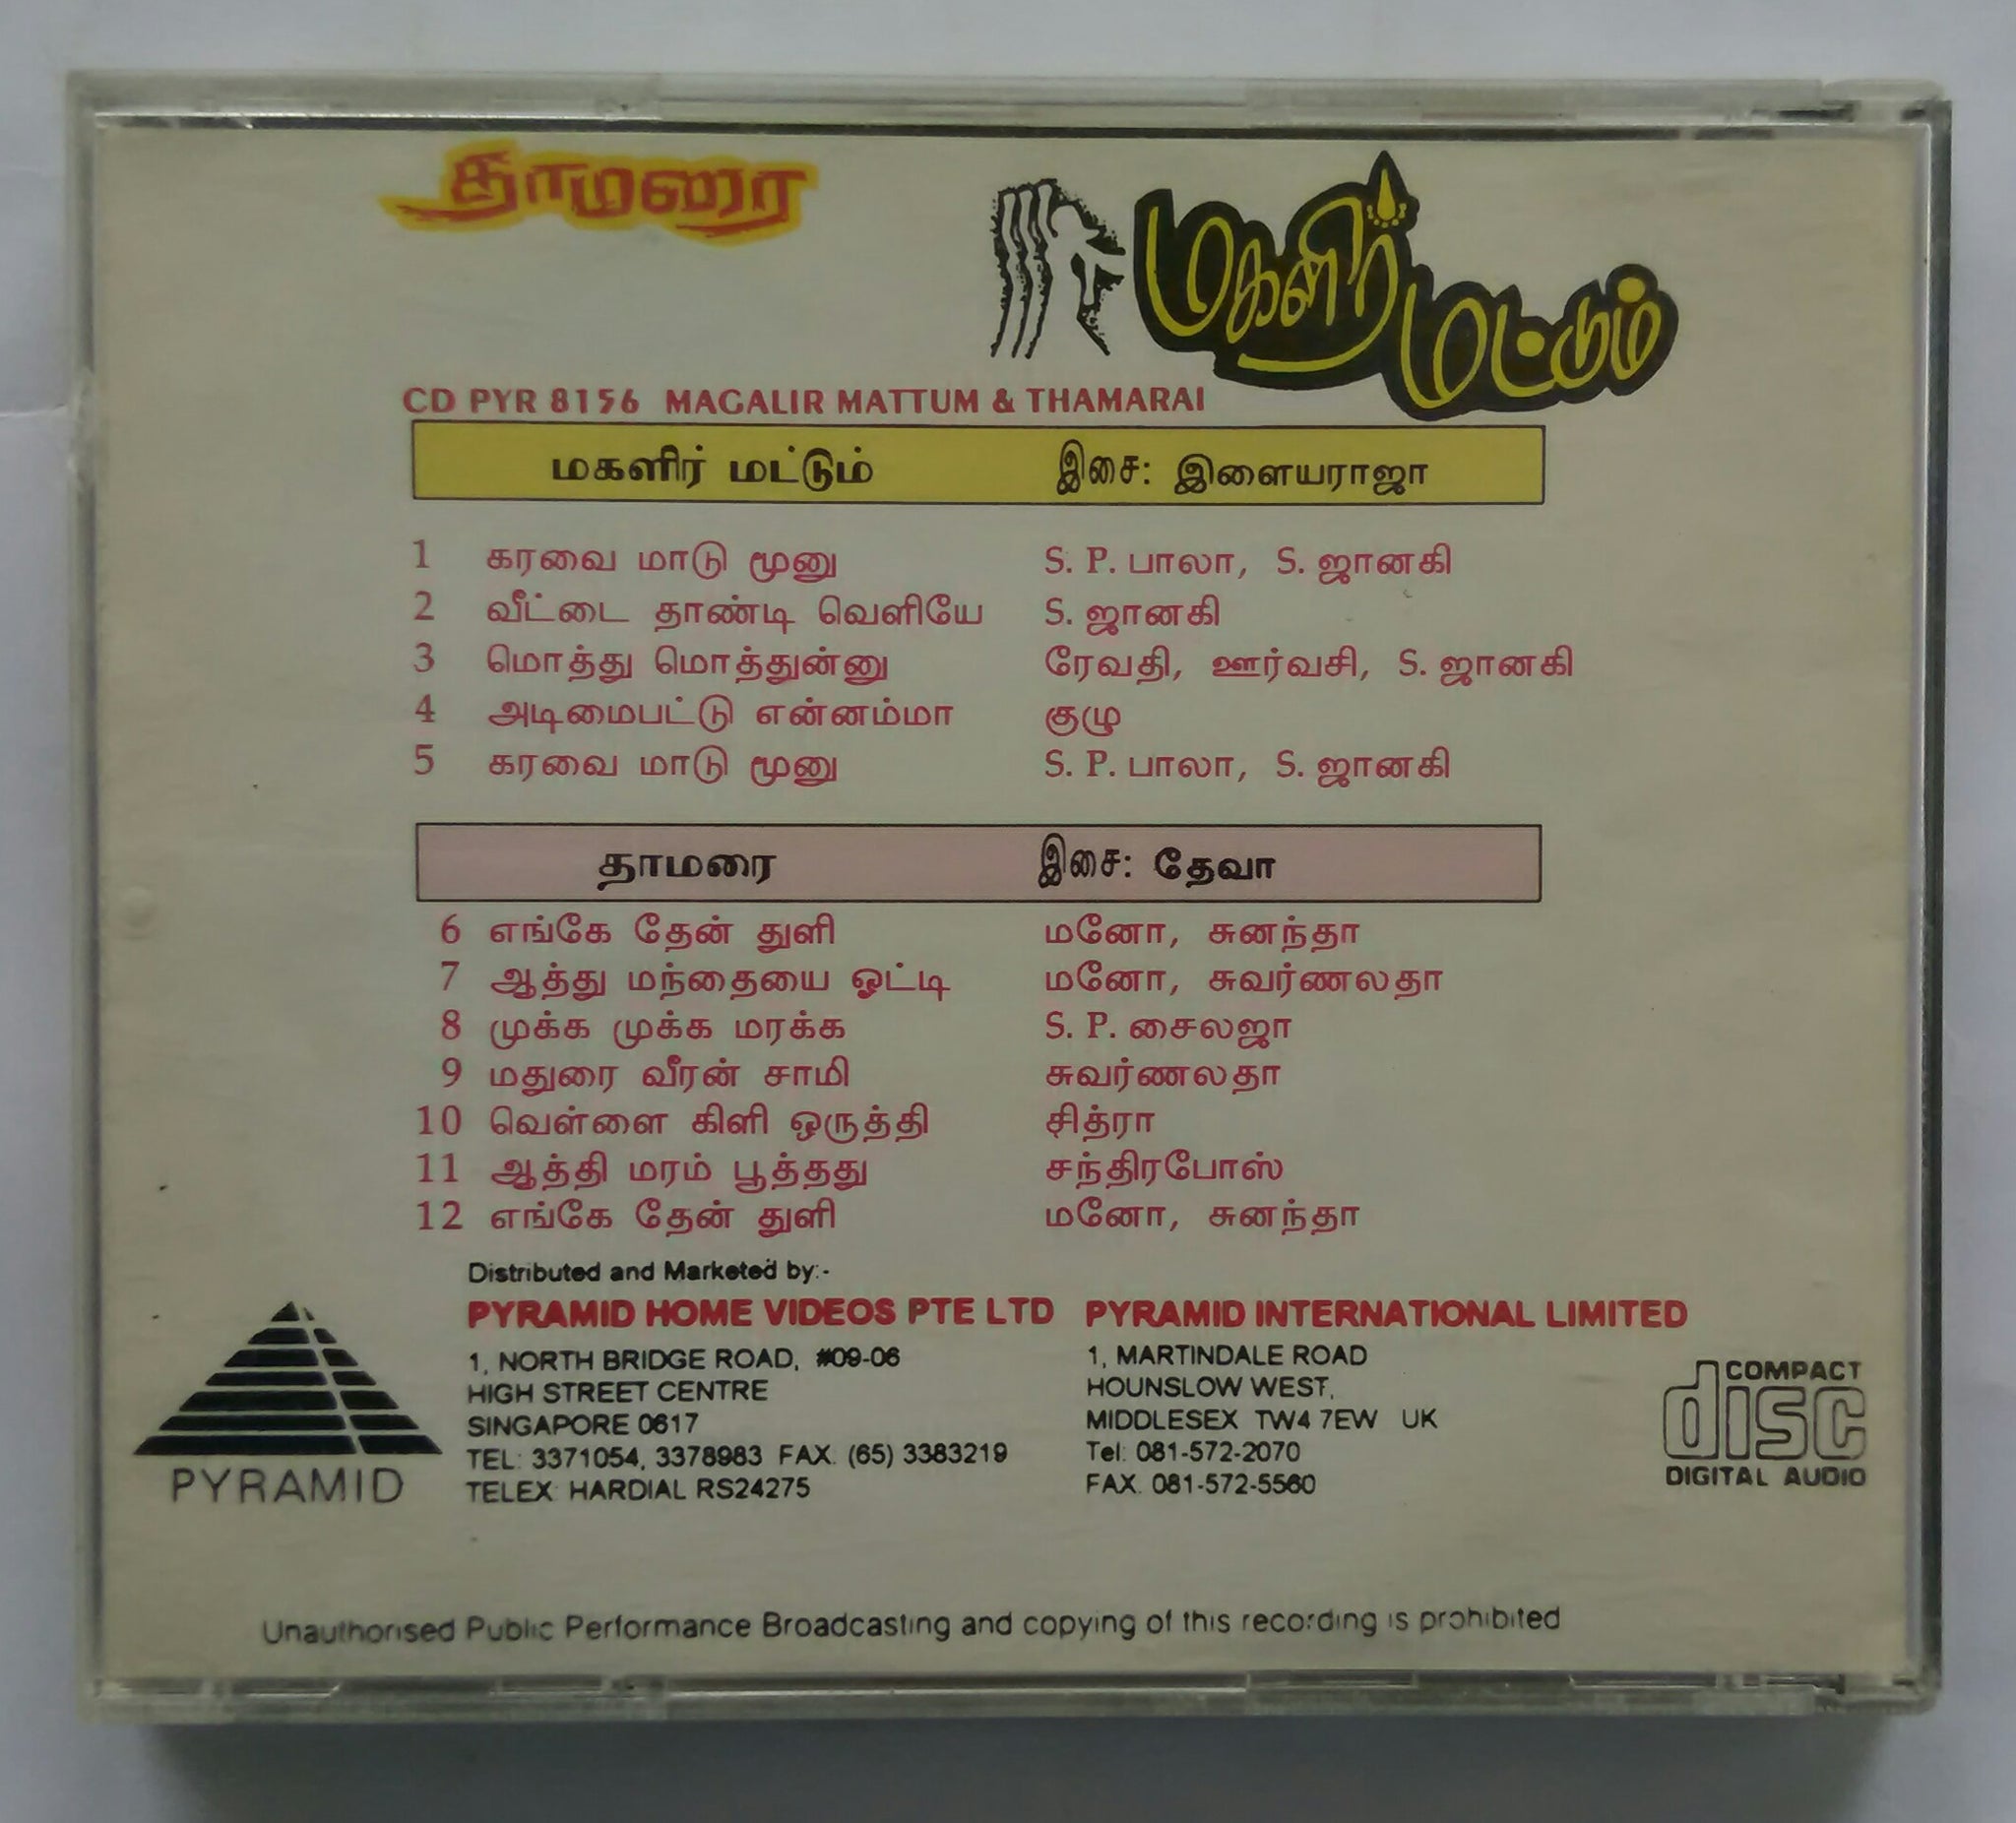 தாமரை
மகளிர் மட்டும்
CD PYR 8156 MAGALIR MATTUM & THAMARAI
மகளிர் மட்டும் இசை: இளையராஜா
1 கரவை மாடு மூனு S. P. பாலா, S. ஜானகி
2 வீட்டை தாண்டி வெளியே S. ஜானகி
3 மொத்து மொத்துன்னு ரேவதி, ஊர்வசி, S. ஜானகி
4 அடிமைபட்டு என்னம்மா குழு
5 கரவை மாடு மூனு S. P. பாலா, S. ஜானகி
தாமரை இசை: தேவா
6 எங்கே தேன் துளி மனோ, சுனந்தா
7 ஆத்து மந்தையை ஓட்டி மனோ, சுவர்ணலதா
8 முக்க முக்க மரக்க S. P. சைலஜா
9 மதுரை வீரன் சாமி சுவர்ணலதா
10 வெள்ளை கிளி ஒருத்தி சித்ரா
11 ஆத்தி மரம் பூத்தது சந்திரபோஸ்
12 எங்கே தேன் துளி மனோ, சுனந்தா
Distributed and Marketed by:-
PYRAMID HOME VIDEOS PTE LTD
1, NORTH BRIDGE ROAD, #09-06
HIGH STREET CENTRE
SINGAPORE 0617
TEL: 3371054, 3378983 FAX. (65) 3383219
TELEX: HARDIAL RS24275
PYRAMID INTERNATIONAL LIMITED
1, MARTINDALE ROAD
HOUNSLOW WEST,
MIDDLESEX TW4 7EW UK
Tel: 081-572-2070
FAX. 081-572-5560
PYRAMID
COMPACT
disc
DIGITAL AUDIO
Unauthorised Public Performance Broadcasting and copying of this recording is prohibited